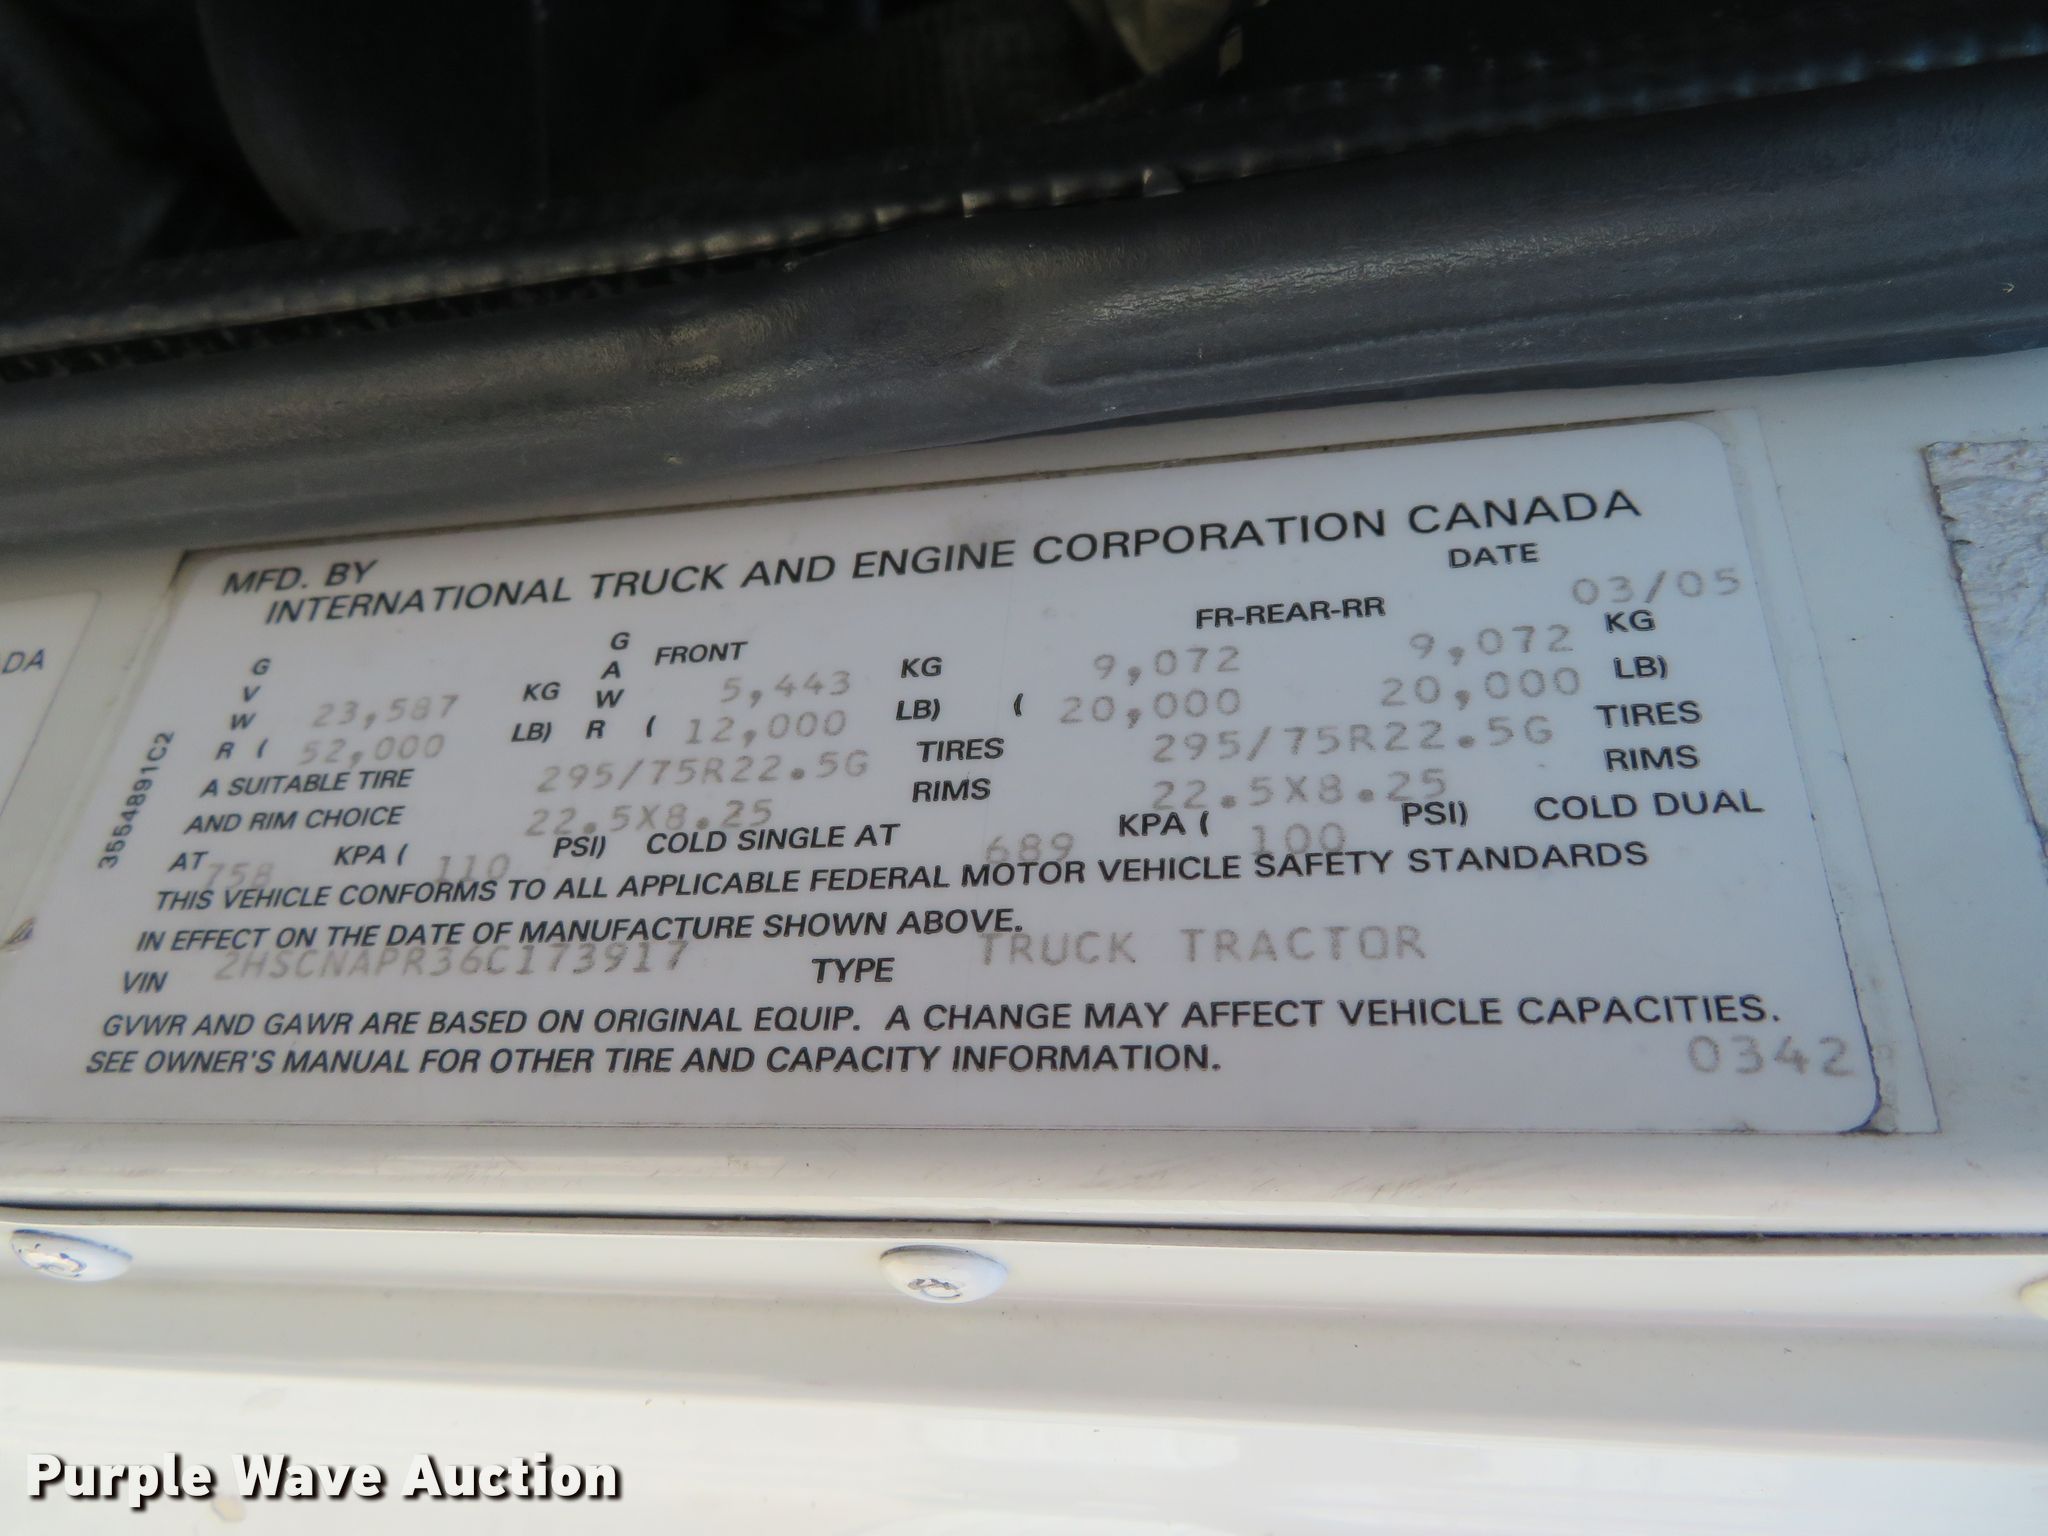 MFD. BY
INTERNATIONAL TRUCK AND ENGINE CORPORATION CANADA
DATE
03/05
G A W R FRONT FR-REAR-RR
G V W R 23,587 KG 5,443 KG 9,072 9,072 KG
( 52,000 LB) ( 12,000 LB) ( 20,000 20,000 LB)
A SUITABLE TIRE 295/75R22.5G TIRES 295/75R22.5G TIRES
AND RIM CHOICE 22.5X8.25 RIMS 22.5X8.25 RIMS
AT 758 KPA ( 110 PSI) COLD SINGLE AT 689 KPA ( 100 PSI) COLD DUAL
THIS VEHICLE CONFORMS TO ALL APPLICABLE FEDERAL MOTOR VEHICLE SAFETY STANDARDS
IN EFFECT ON THE DATE OF MANUFACTURE SHOWN ABOVE.
VIN 2HSCNAPR36C173917 TYPE TRUCK TRACTOR
GVWR AND GAWR ARE BASED ON ORIGINAL EQUIP. A CHANGE MAY AFFECT VEHICLE CAPACITIES.
SEE OWNER'S MANUAL FOR OTHER TIRE AND CAPACITY INFORMATION.
0342
3554891C2
ADA
Purple Wave Auction